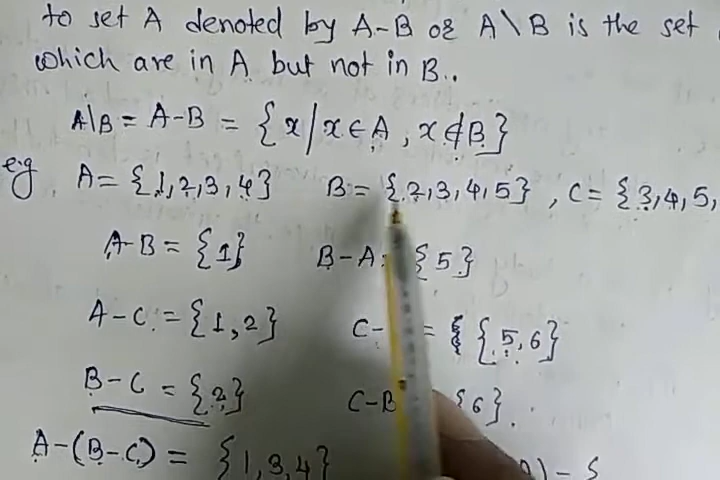 to set A denoted by A-B or A\B is the set
which are in A but not in B..
A\B = A-B = {x/x∈A, x∉B}
e.g A = {1,2,3,4} B = {2,3,4,5}, C = {3,4,5,
A-B = {1} B-A = {5}
A-C = {1,2} C- = {5,6}
B-C = {2} C-B {6}.
A-(B-C) = {1,3,4} A) - {